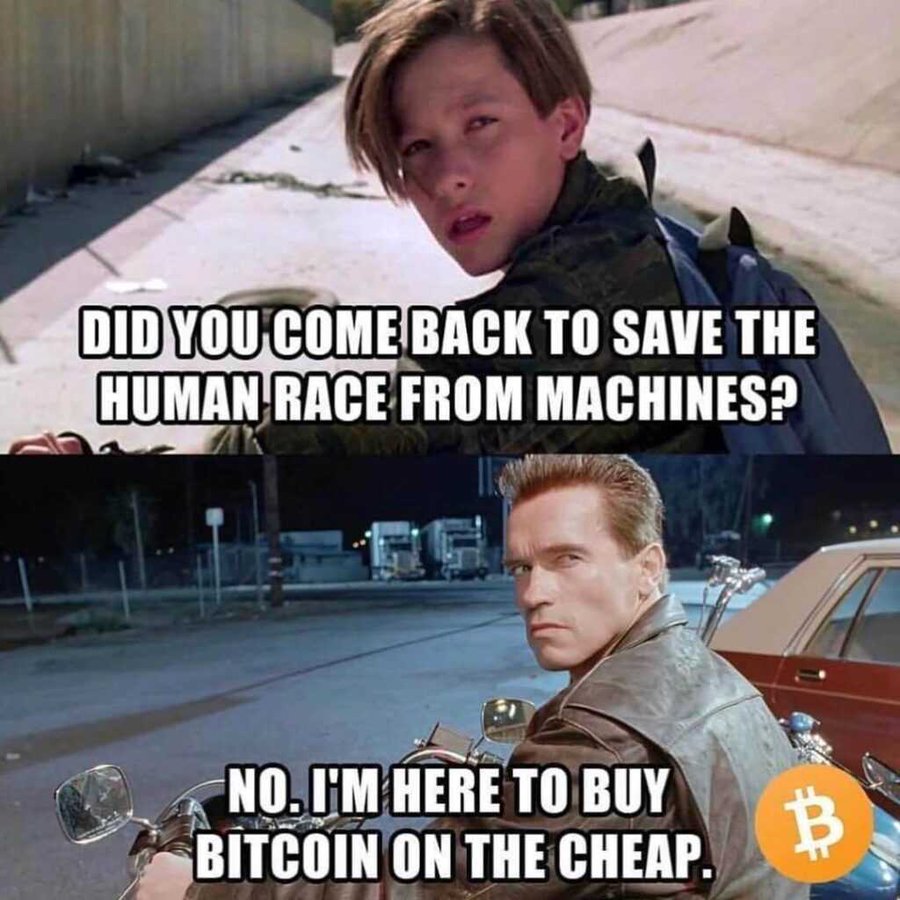 DID YOU COME BACK TO SAVE THE
HUMAN RACE FROM MACHINES?
NO. I'M HERE TO BUY
BITCOIN ON THE CHEAP.